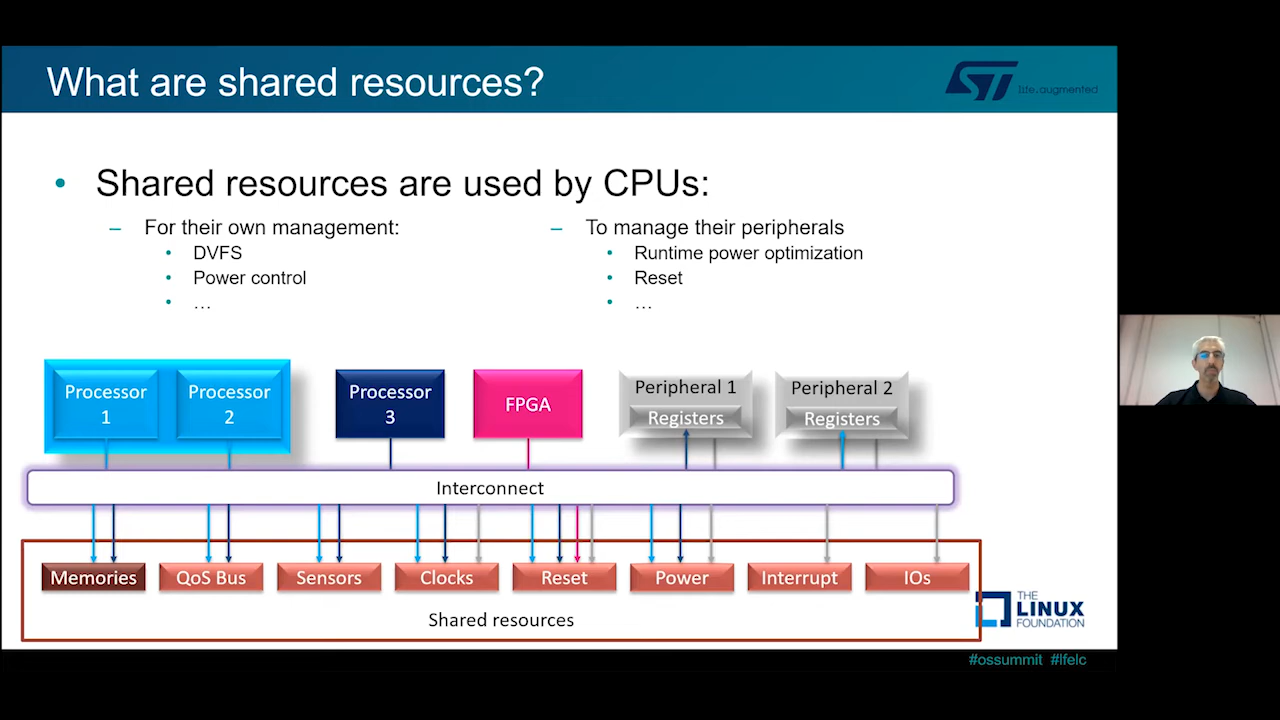 What are shared resources?
ST life.augmented
• Shared resources are used by CPUs:
– For their own management:
• DVFS
• Power control
• …
– To manage their peripherals
• Runtime power optimization
• Reset
• …
Processor
1
Processor
2
Processor
3
FPGA
Peripheral 1
Registers
Peripheral 2
Registers
Interconnect
Memories
QoS Bus
Sensors
Clocks
Reset
Power
Interrupt
IOs
Shared resources
THE
LINUX
FOUNDATION
#ossummit #lfelc